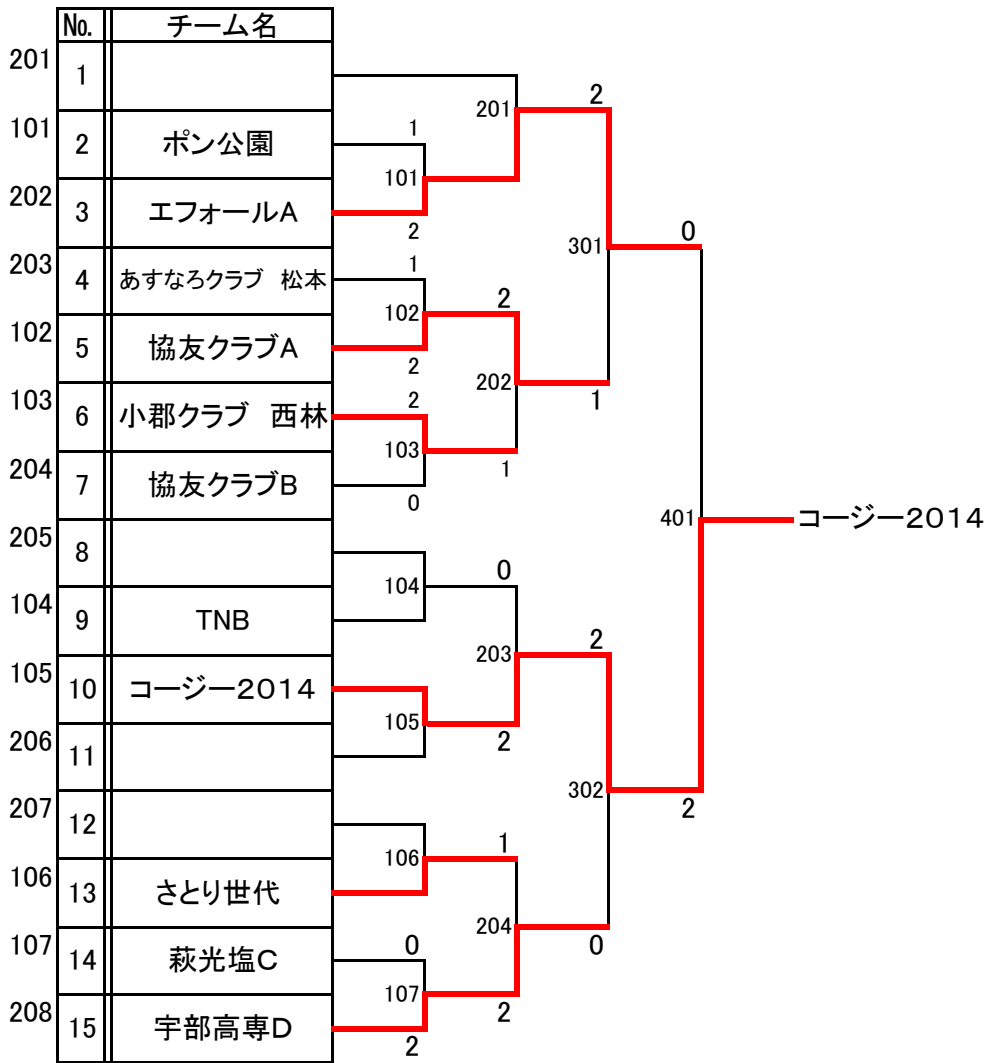 No. チーム名
201 1
101 2 ポン公園
202 3 エフォールA
203 4 あすなろクラブ 松本
102 5 協友クラブA
103 6 小郡クラブ 西林
204 7 協友クラブB
205 8
104 9 TNB
105 10 コージー2014
206 11
207 12
106 13 さとり世代
107 14 萩光塩C
208 15 宇部高専D
1
101
2
1
102
2
2
103
0
104
105
106
0
107
2
201
2
202
1
0
203
2
1
204
2
2
301
1
2
302
0
0
401
2
コージー2014